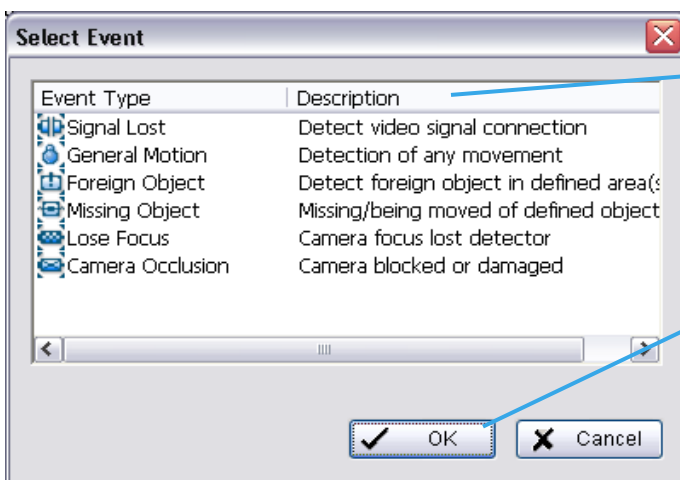 Select Event
Event Type Description
Signal Lost Detect video signal connection
General Motion Detection of any movement
Foreign Object Detect foreign object in defined area(s
Missing Object Missing/being moved of defined object
Lose Focus Camera focus lost detector
Camera Occlusion Camera blocked or damaged
OK Cancel